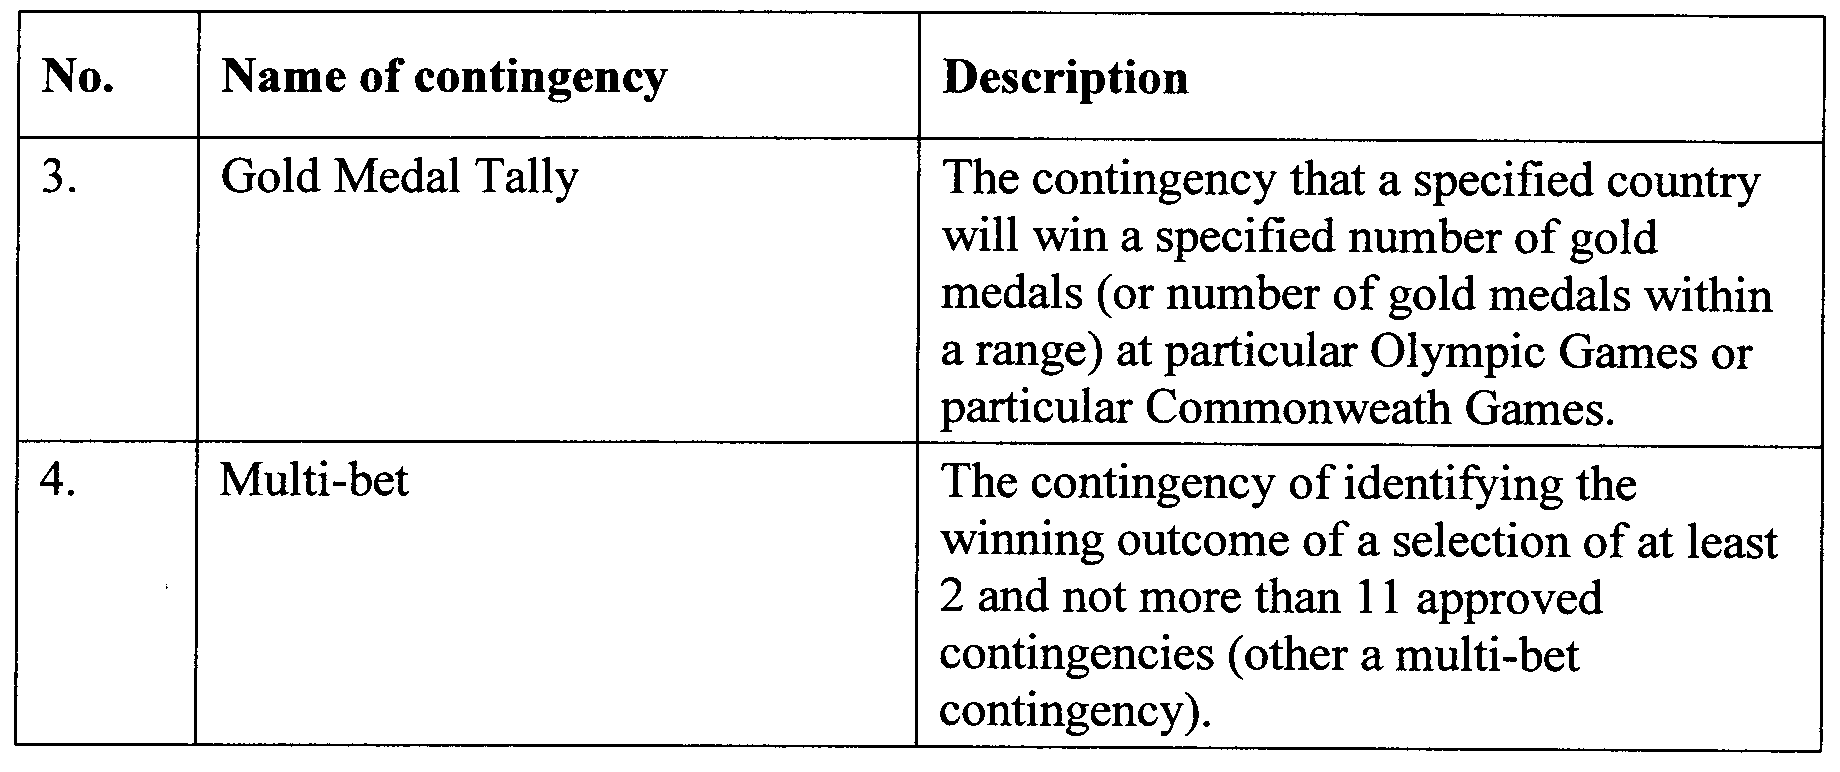 No. Name of contingency Description
3. Gold Medal Tally The contingency that a specified country
will win a specified number of gold
medals (or number of gold medals within
a range) at particular Olympic Games or
particular Commonweath Games.
4. Multi-bet The contingency of identifying the
winning outcome of a selection of at least
2 and not more than 11 approved
contingencies (other a multi-bet
contingency).